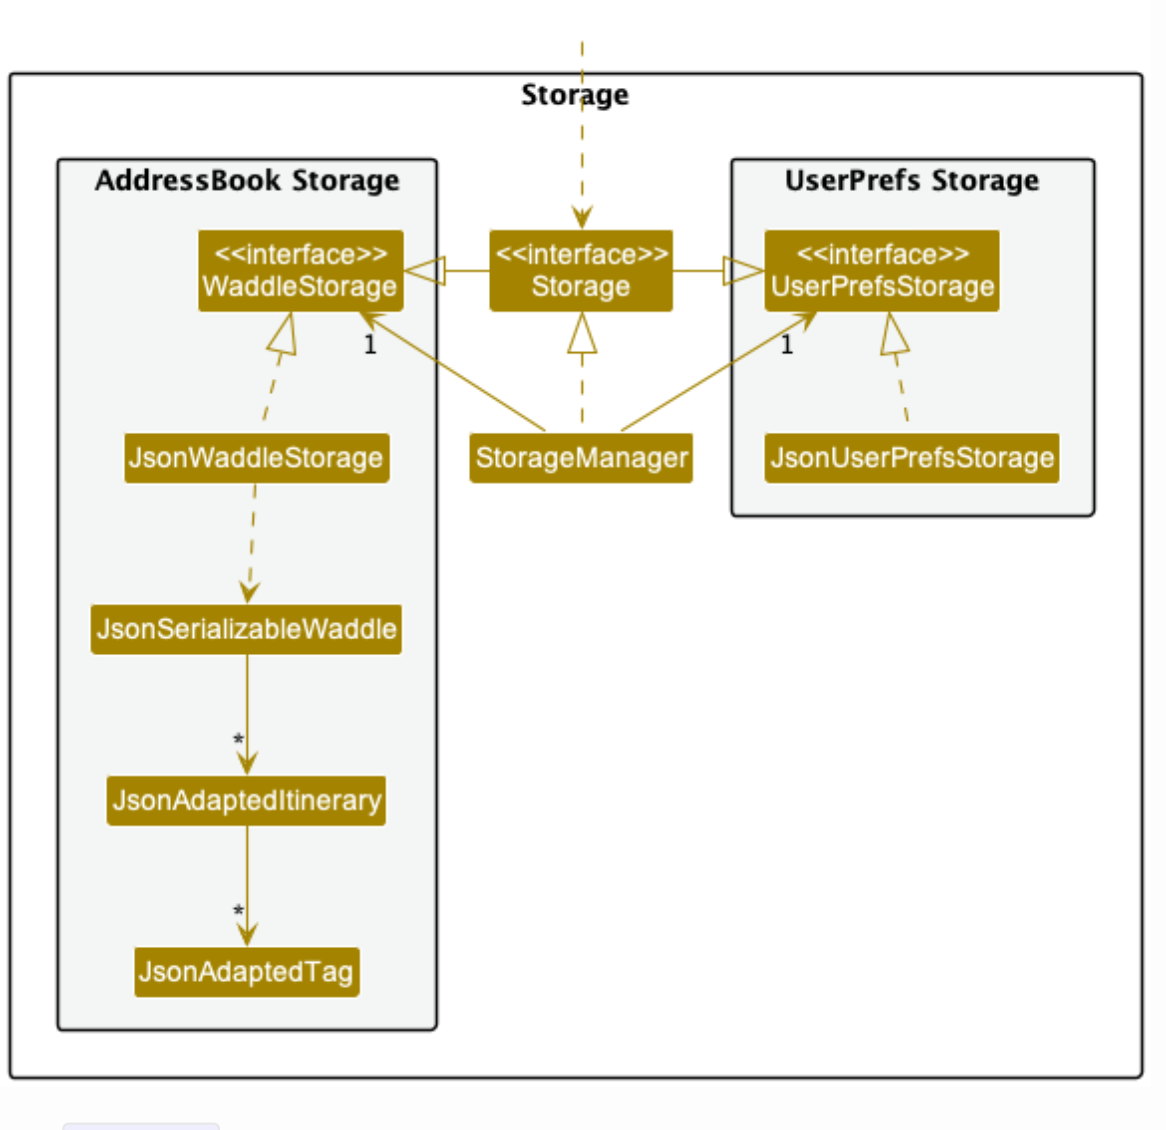 Storage
AddressBook Storage
UserPrefs Storage
<<interface>>
WaddleStorage
<<interface>>
Storage
<<interface>>
UserPrefsStorage
1
1
JsonWaddleStorage
StorageManager
JsonUserPrefsStorage
JsonSerializableWaddle
*
JsonAdaptedItinerary
*
JsonAdaptedTag